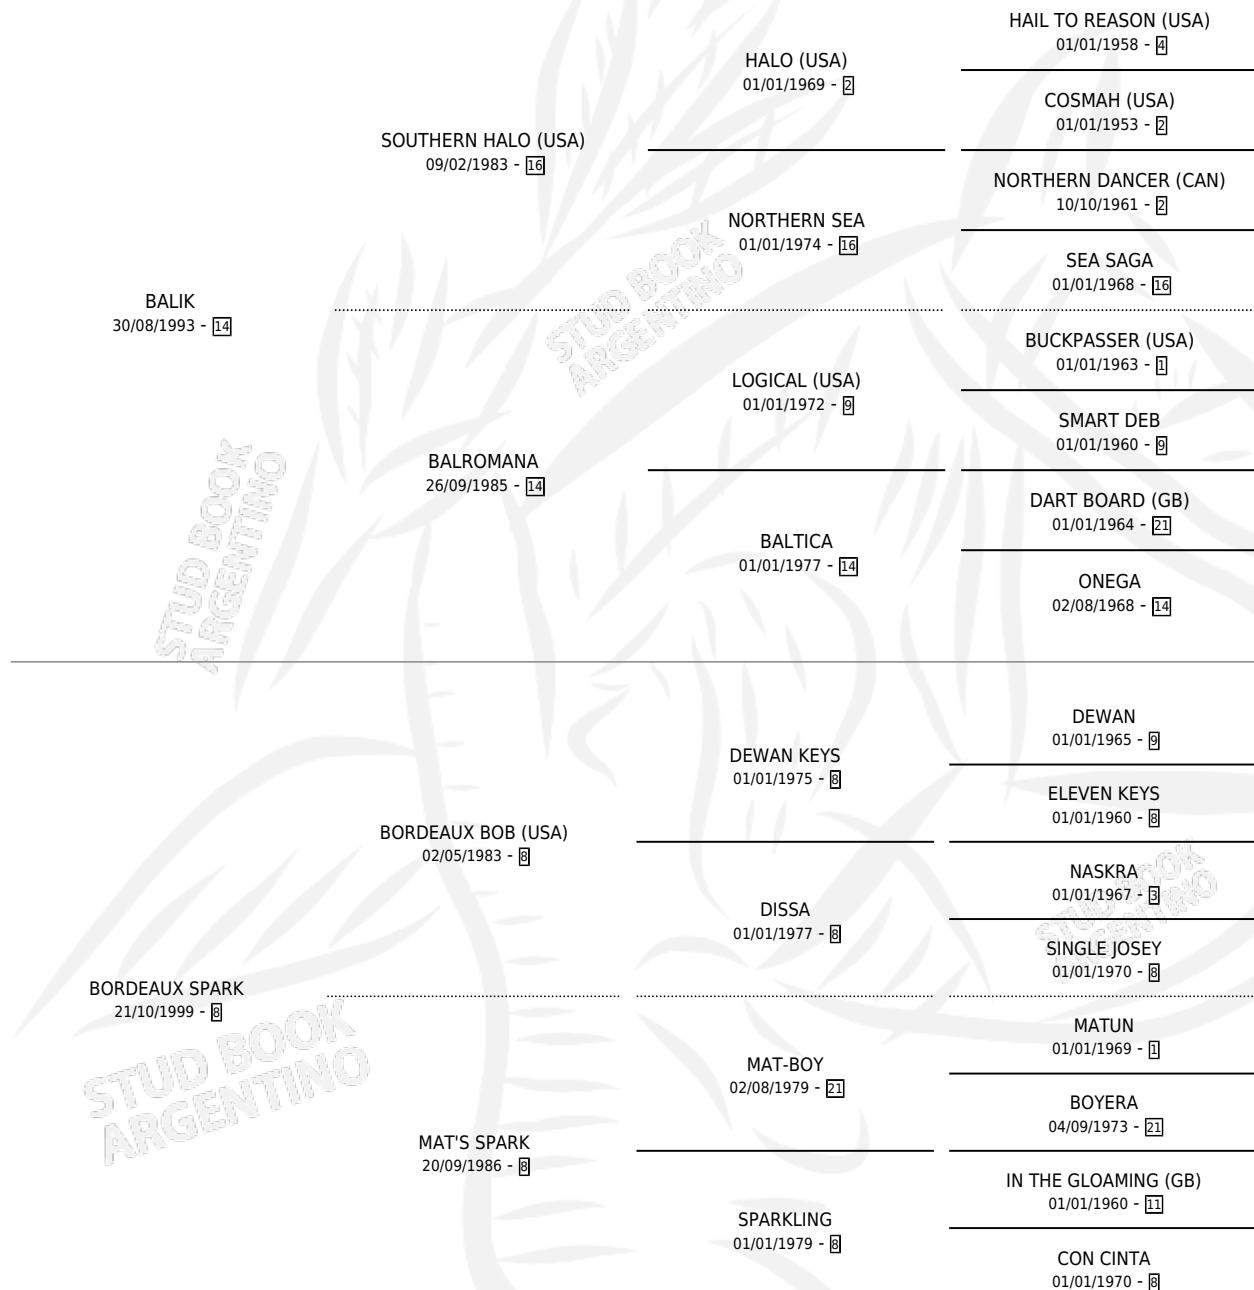 HAIL TO REASON (USA)
01/01/1958 - 4
HALO (USA)
01/01/1969 - 2
COSMAH (USA)
01/01/1953 - 2
SOUTHERN HALO (USA)
09/02/1983 - 16
NORTHERN DANCER (CAN)
10/10/1961 - 2
NORTHERN SEA
01/01/1974 - 16
SEA SAGA
01/01/1968 - 16
BALIK
30/08/1993 - 14
STUD BOOK
ARGENTINO
BUCKPASSER (USA)
01/01/1963 - 1
LOGICAL (USA)
01/01/1972 - 9
SMART DEB
01/01/1960 - 9
BALROMANA
26/09/1985 - 14
DART BOARD (GB)
01/01/1964 - 21
BALTICA
01/01/1977 - 14
ONEGA
02/08/1968 - 14
STUD BOOK
ARGENTINO
DEWAN
01/01/1965 - 9
DEWAN KEYS
01/01/1975 - 8
ELEVEN KEYS
01/01/1960 - 8
BORDEAUX BOB (USA)
02/05/1983 - 8
NASKRA
01/01/1967 - 3
DISSA
01/01/1977 - 8
SINGLE JOSEY
01/01/1970 - 8
STUD BOOK
ARGENTINO
BORDEAUX SPARK
21/10/1999 - 8
STUD BOOK
ARGENTINO
MATUN
01/01/1969 - 1
MAT-BOY
02/08/1979 - 21
BOYERA
04/09/1973 - 21
MAT'S SPARK
20/09/1986 - 8
IN THE GLOAMING (GB)
01/01/1960 - 11
SPARKLING
01/01/1979 - 8
CON CINTA
01/01/1970 - 8